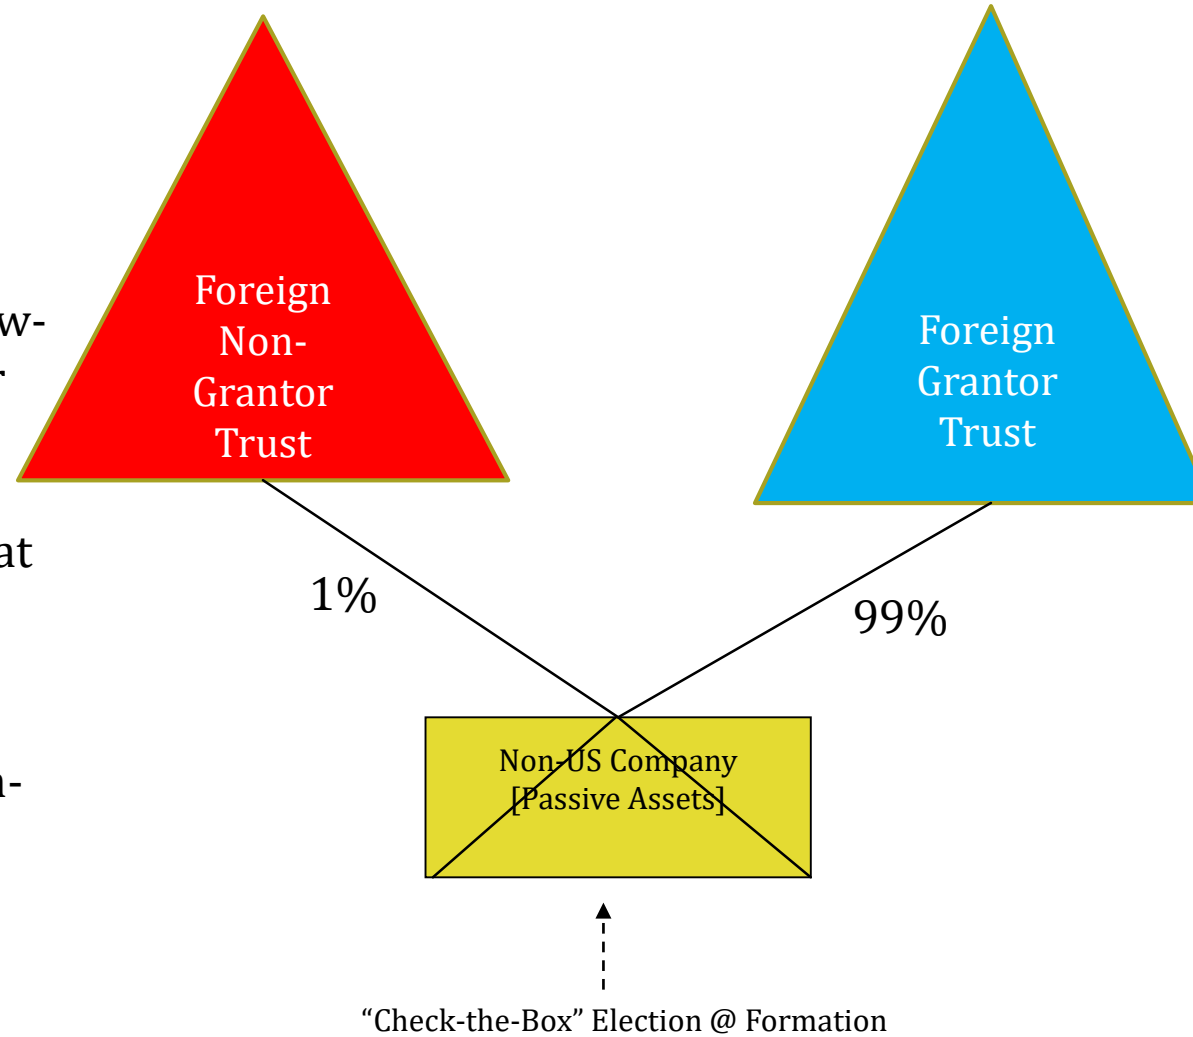 w-
r
at
n-
Foreign
Non-
Grantor
Trust
Foreign
Grantor
Trust
1%
99%
Non-US Company
[Passive Assets]
“Check-the-Box” Election @ Formation